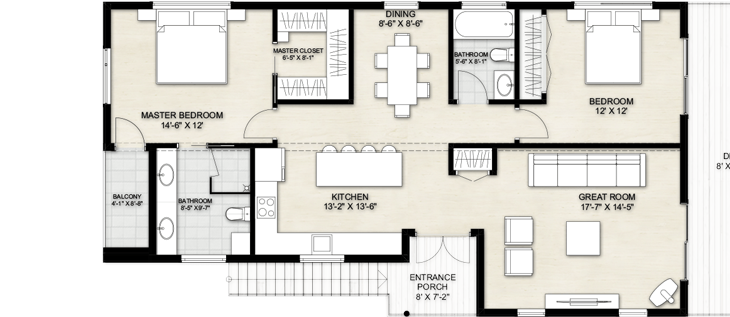 DINING
8'-6" X 8'-6"
MASTER CLOSET
6'-5" X 8'-1"
BATHROOM
5'-6" X 8'-1"
MASTER BEDROOM
14'-6" X 12'
BEDROOM
12' X 12'
BALCONY
4'-1" X 8'-8"
BATHROOM
8'-5" X 9'-7"
KITCHEN
13'-2" X 13'-6"
GREAT ROOM
17'-7" X 14'-5"
ENTRANCE
PORCH
8' X 7'-2"
8' X